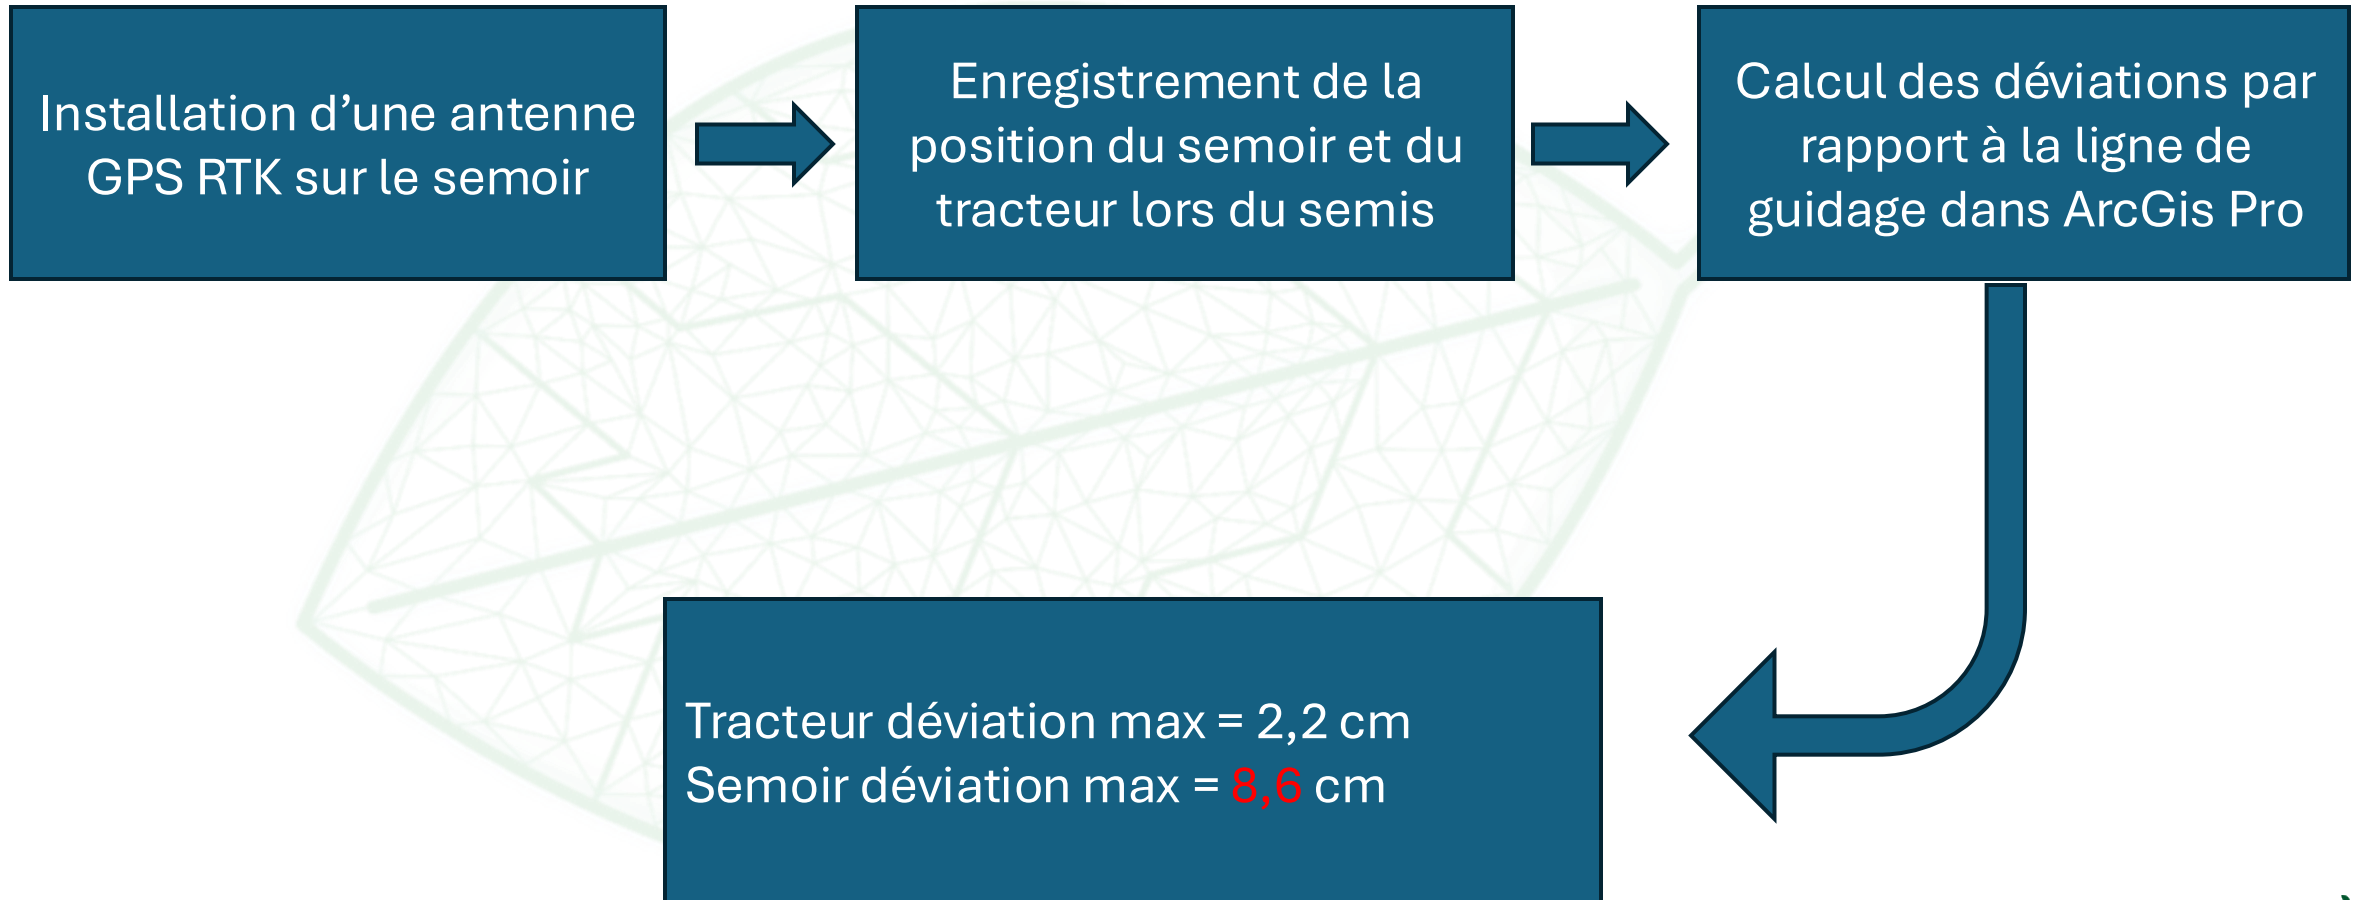 Installation d’une antenne
GPS RTK sur le semoir
Enregistrement de la
position du semoir et du
tracteur lors du semis
Calcul des déviations par
rapport à la ligne de
guidage dans ArcGis Pro
Tracteur déviation max = 2,2 cm
Semoir déviation max = 8,6 cm